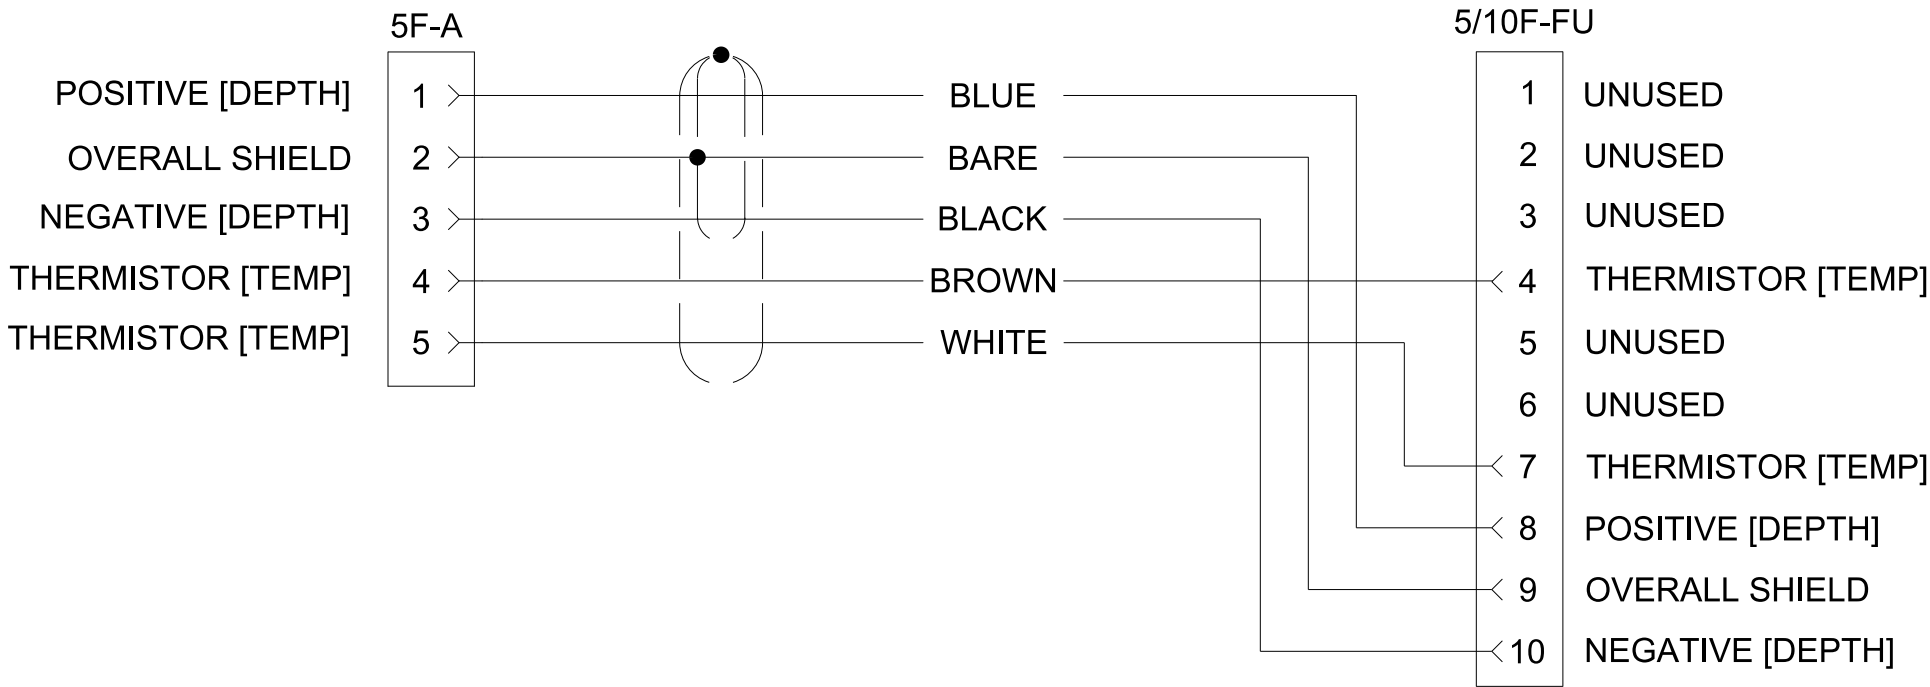 5F-A
5/10F-FU
POSITIVE [DEPTH] 1 BLUE 1 UNUSED
OVERALL SHIELD 2 BARE 2 UNUSED
NEGATIVE [DEPTH] 3 BLACK 3 UNUSED
THERMISTOR [TEMP] 4 BROWN 4 THERMISTOR [TEMP]
THERMISTOR [TEMP] 5 WHITE 5 UNUSED
6 UNUSED
7 THERMISTOR [TEMP]
8 POSITIVE [DEPTH]
9 OVERALL SHIELD
10 NEGATIVE [DEPTH]